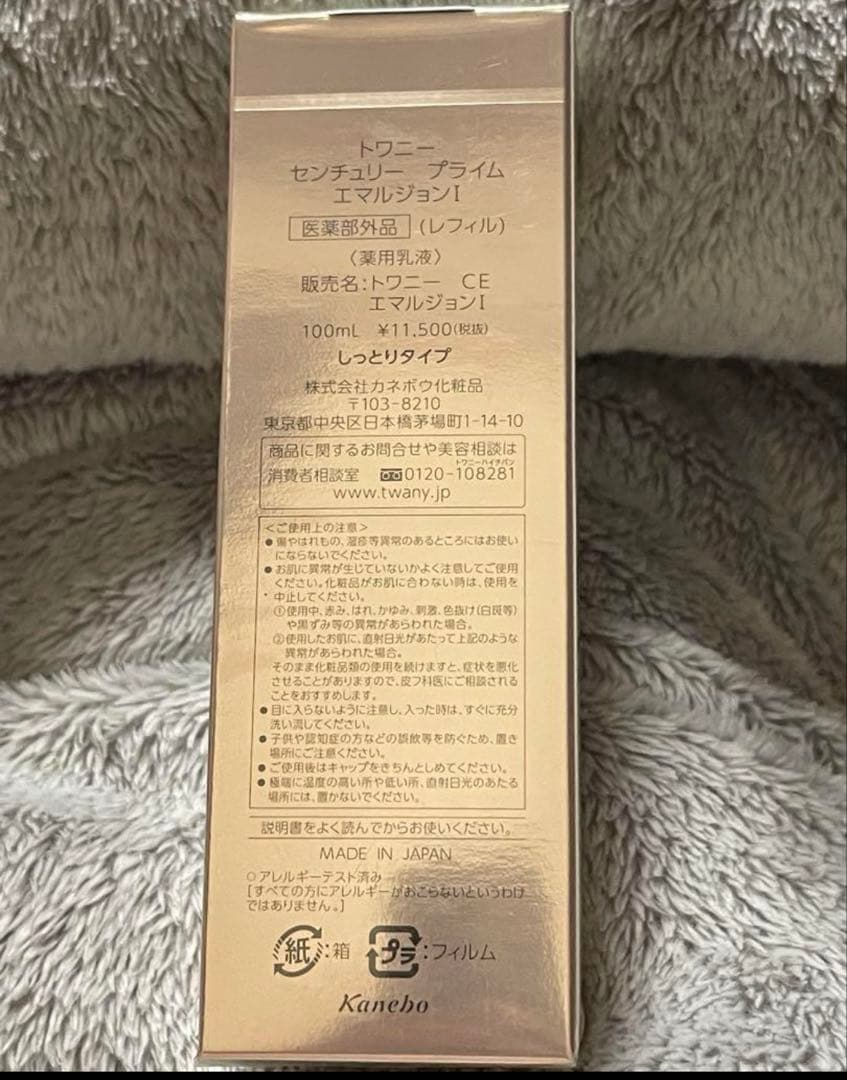 トワニー
センチュリー　プライム
エマルジョンI
医薬部外品 (レフィル)
〈薬用乳液〉
販売名:トワニー　CE
エマルジョンI
100mL　¥11,500(税抜)
しっとりタイプ
株式会社カネボウ化粧品
〒103-8210
東京都中央区日本橋茅場町1-14-10
商品に関するお問合せや美容相談は
トワニーハイチバン
消費者相談室　0120-108281
www.twany.jp
<ご使用上の注意>
●傷やはれもの、湿疹等異常のあるところにはお使い
にならないでください。
●お肌に異常が生じていないかよく注意してご使用
ください。化粧品がお肌に合わない時は、使用を
中止してください。
①使用中、赤み、はれ、かゆみ、刺激、色抜け(白斑等)
や黒ずみ等の異常があらわれた場合。
②使用したお肌に、直射日光があたって上記のような
異常があらわれた場合。
そのまま化粧品類の使用を続けますと、症状を悪化
させることがありますので、皮フ科医にご相談される
ことをおすすめします。
●目に入らないように注意し、入った時は、すぐに充分
洗い流してください。
●子供や認知症の方などの誤飲等を防ぐため、置き
場所にご注意ください。
●ご使用後はキャップをきちんとしめてください。
●極端に温度の高い所や低い所、直射日光のあたる
場所には、置かないでください。
説明書をよく読んでからお使いください。
MADE IN JAPAN
○アレルギーテスト済み
[すべての方にアレルギーがおこらないというわけ
ではありません。]
紙:箱　プラ:フィルム
Kanebo